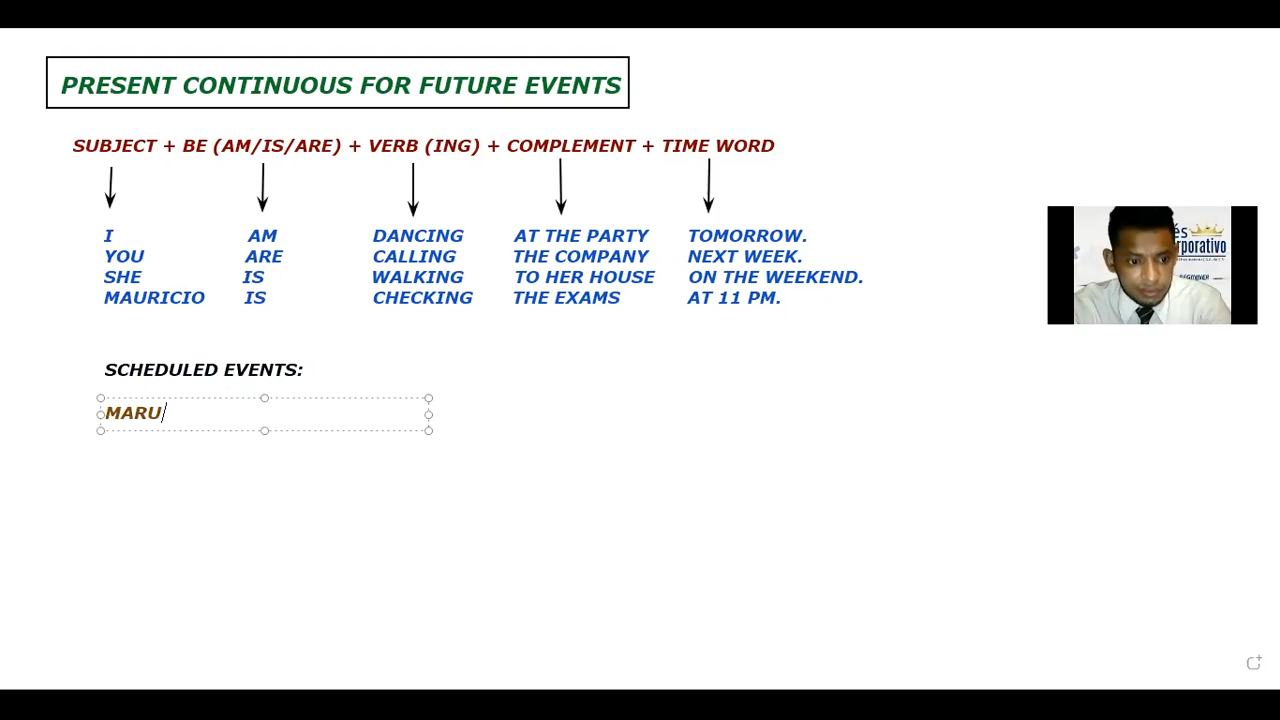 PRESENT CONTINUOUS FOR FUTURE EVENTS
SUBJECT + BE (AM/IS/ARE) + VERB (ING) + COMPLEMENT + TIME WORD
I AM DANCING AT THE PARTY TOMORROW.
YOU ARE CALLING THE COMPANY NEXT WEEK.
SHE IS WALKING TO HER HOUSE ON THE WEEKEND.
MAURICIO IS CHECKING THE EXAMS AT 11 PM.
és
rporativo
SCHEDULED EVENTS:
MARU